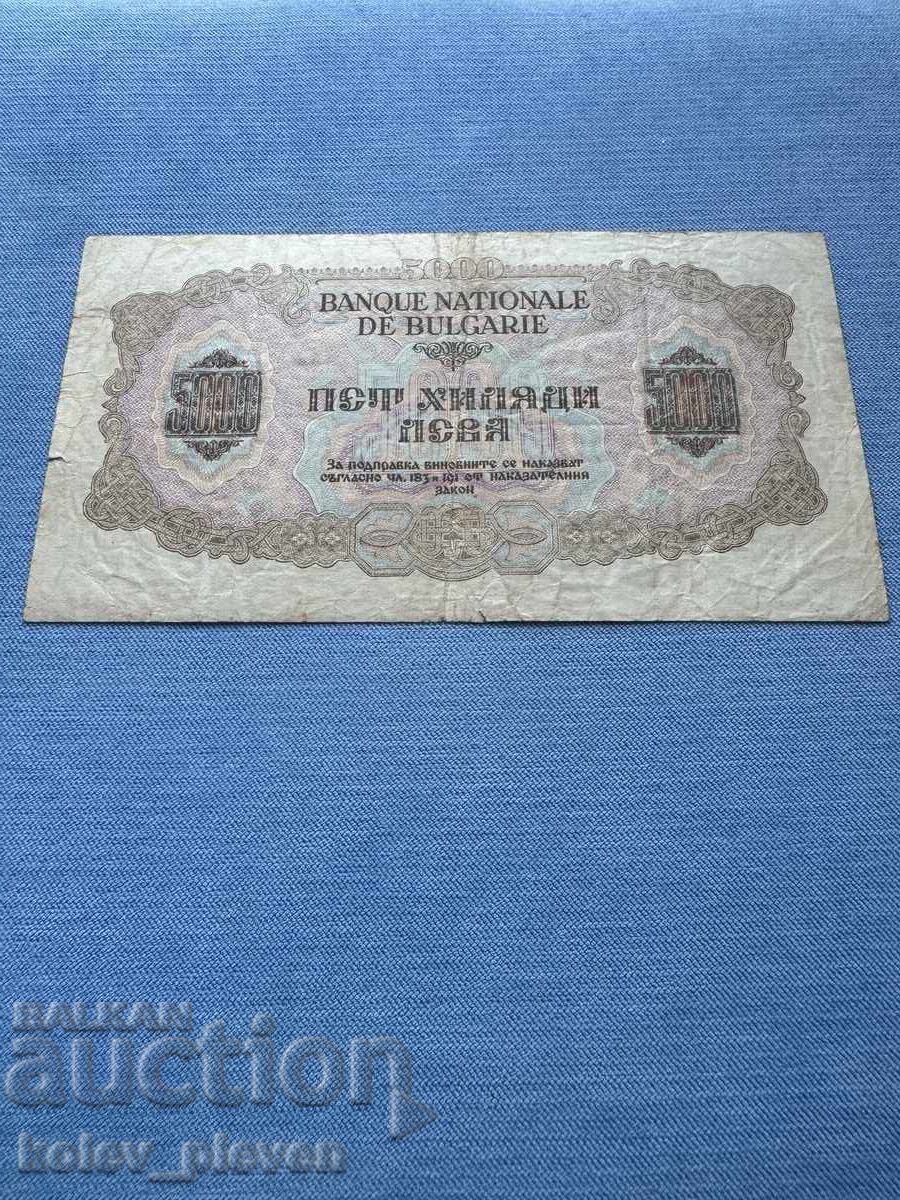 5000
BANQUE NATIONALE
DE BULGARIE
5000
ПЕТ ХИЛЯДИ
ЛЕВА
5000
За подправка виновните се наказват
съгласно чл. 183 и 191 от наказателния
закон
BALKAN
auction
kolev_pleven